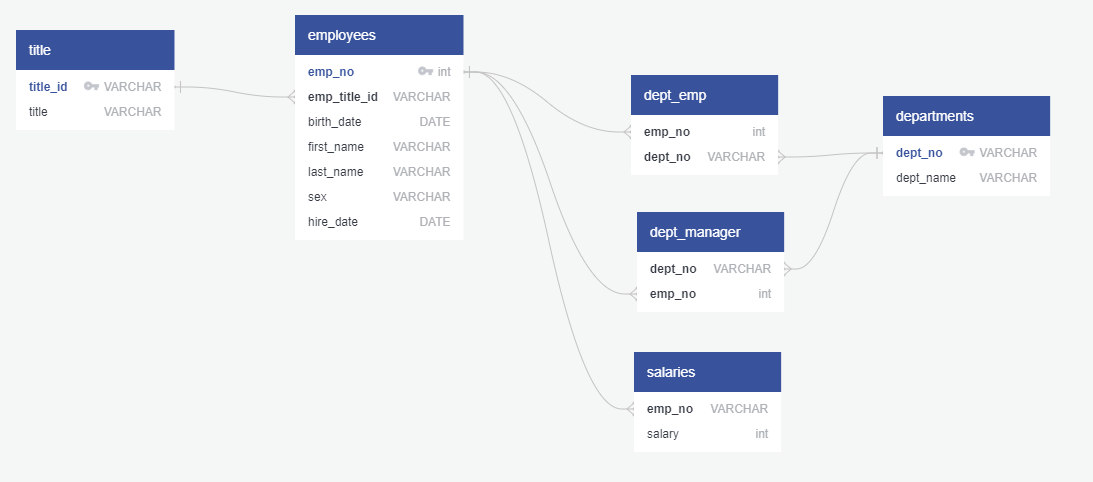 title
title_id VARCHAR
title VARCHAR
employees
emp_no int
emp_title_id VARCHAR
birth_date DATE
first_name VARCHAR
last_name VARCHAR
sex VARCHAR
hire_date DATE
dept_emp
emp_no int
dept_no VARCHAR
dept_manager
dept_no VARCHAR
emp_no int
salaries
emp_no VARCHAR
salary int
departments
dept_no VARCHAR
dept_name VARCHAR